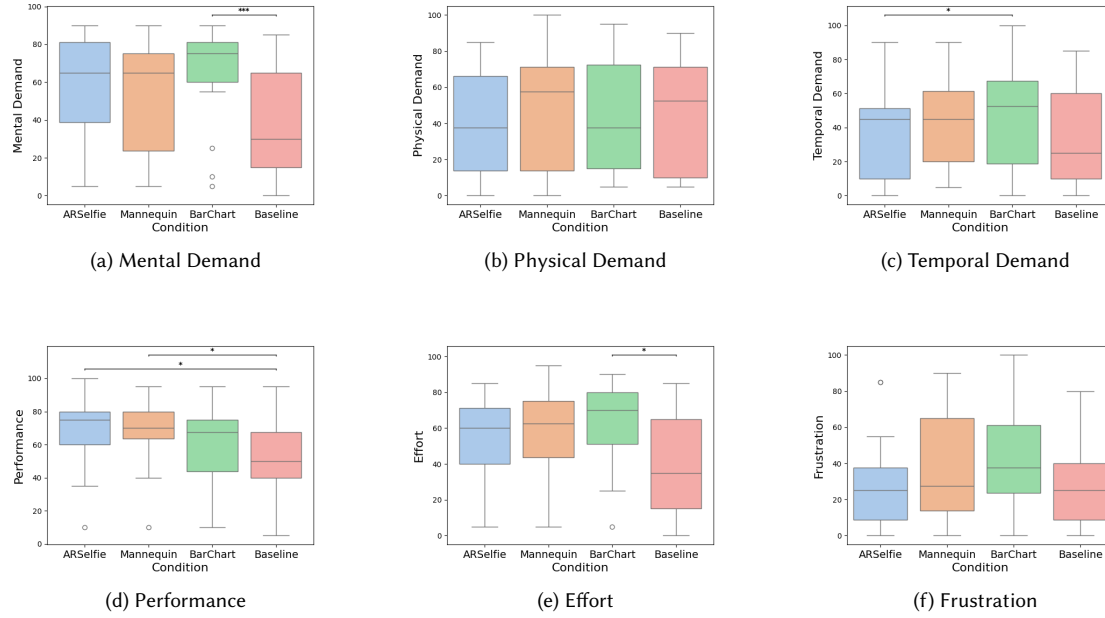 ***
100
80
60
40
20
0
Mental Demand
ARSelfie Mannequin BarChart Baseline
Condition
(a) Mental Demand
100
80
60
40
20
0
Physical Demand
ARSelfie Mannequin BarChart Baseline
Condition
(b) Physical Demand
*
100
80
60
40
20
0
Temporal Demand
ARSelfie Mannequin BarChart Baseline
Condition
(c) Temporal Demand
*
*
100
80
60
40
20
0
Performance
ARSelfie Mannequin BarChart Baseline
Condition
(d) Performance
*
100
80
60
40
20
0
Effort
ARSelfie Mannequin BarChart Baseline
Condition
(e) Effort
100
80
60
40
20
0
Frustration
ARSelfie Mannequin BarChart Baseline
Condition
(f) Frustration